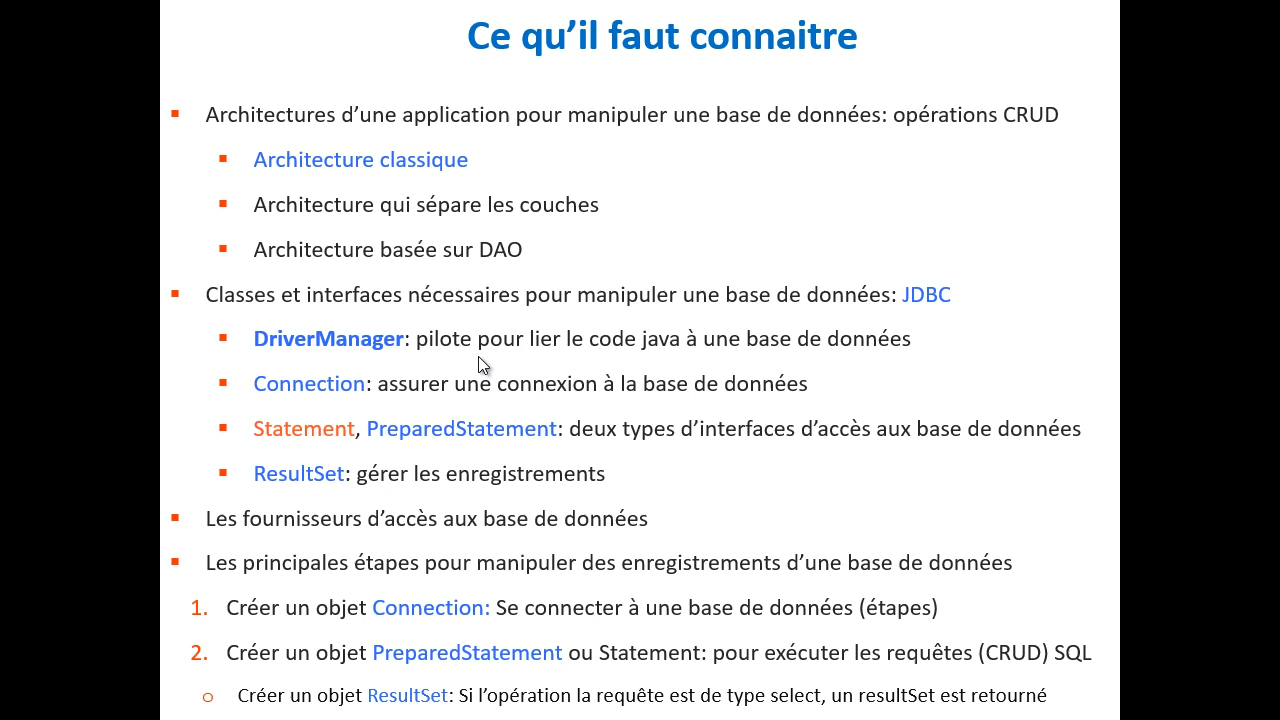 Ce qu’il faut connaitre
Architectures d’une application pour manipuler une base de données: opérations CRUD
Architecture classique
Architecture qui sépare les couches
Architecture basée sur DAO
Classes et interfaces nécessaires pour manipuler une base de données: JDBC
DriverManager: pilote pour lier le code java à une base de données
Connection: assurer une connexion à la base de données
Statement, PreparedStatement: deux types d’interfaces d’accès aux base de données
ResultSet: gérer les enregistrements
Les fournisseurs d’accès aux base de données
Les principales étapes pour manipuler des enregistrements d’une base de données
1. Créer un objet Connection: Se connecter à une base de données (étapes)
2. Créer un objet PreparedStatement ou Statement: pour exécuter les requêtes (CRUD) SQL
o Créer un objet ResultSet: Si l’opération la requête est de type select, un resultSet est retourné